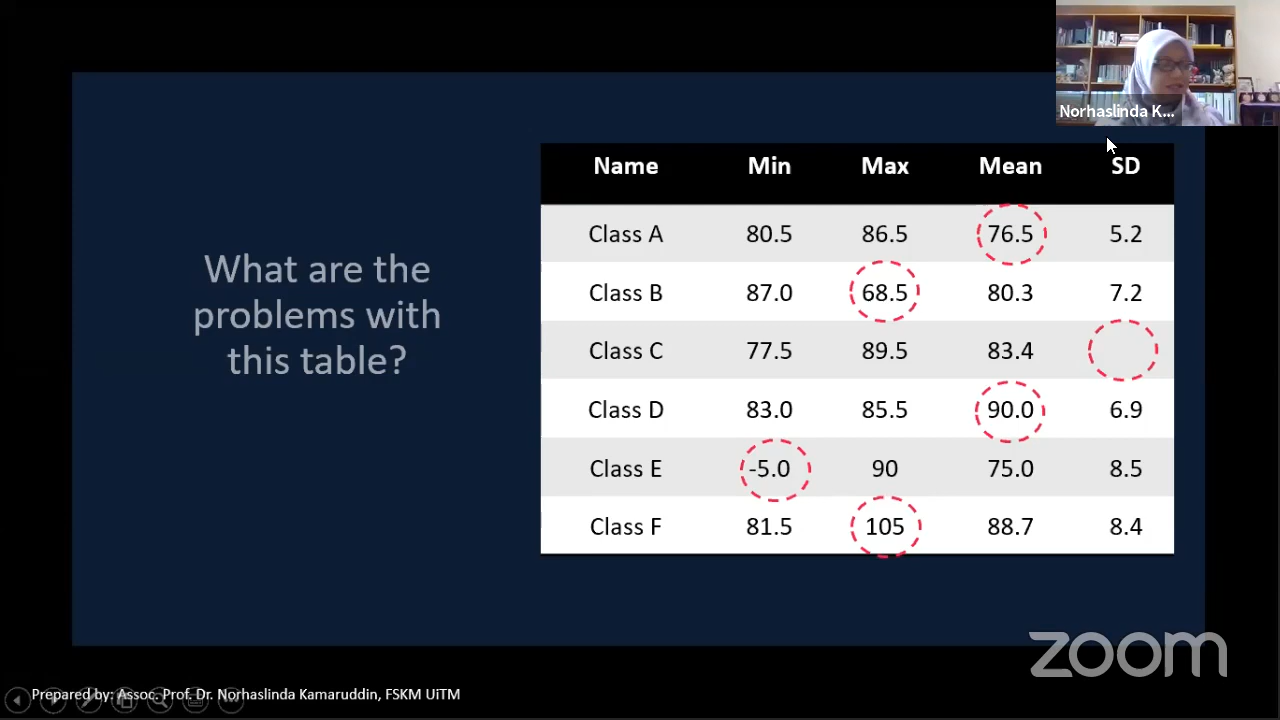 Norhaslinda K...
What are the
problems with
this table?
Name Min Max Mean SD
Class A 80.5 86.5 76.5 5.2
Class B 87.0 68.5 80.3 7.2
Class C 77.5 89.5 83.4
Class D 83.0 85.5 90.0 6.9
Class E -5.0 90 75.0 8.5
Class F 81.5 105 88.7 8.4
zoom
Prepared by: Assoc. Prof. Dr. Norhaslinda Kamaruddin, FSKM UiTM